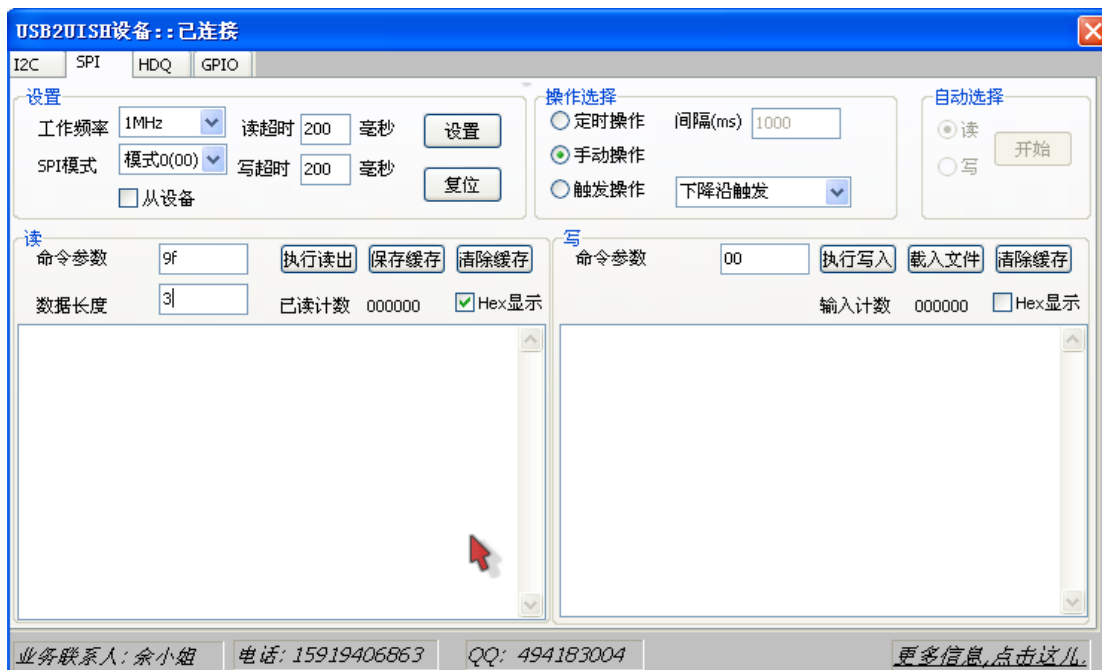 USB2UISH设备::已连接
I2C SPI HDQ GPIO
设置 操作选择 自动选择
工作频率 1MHz 读超时 200 毫秒 设置 定时操作 间隔(ms) 1000 读 开始
SPI模式 模式0(00) 写超时 200 毫秒 复位 手动操作 写
从设备 触发操作 下降沿触发
读 写
命令参数 9f 执行读出 保存缓存 清除缓存 命令参数 00 执行写入 载入文件 清除缓存
数据长度 3 已读计数 000000 Hex显示 输入计数 000000 Hex显示
业务联系人:余小姐 电话:15919406863 QQ: 494183004 更多信息,点击这儿.